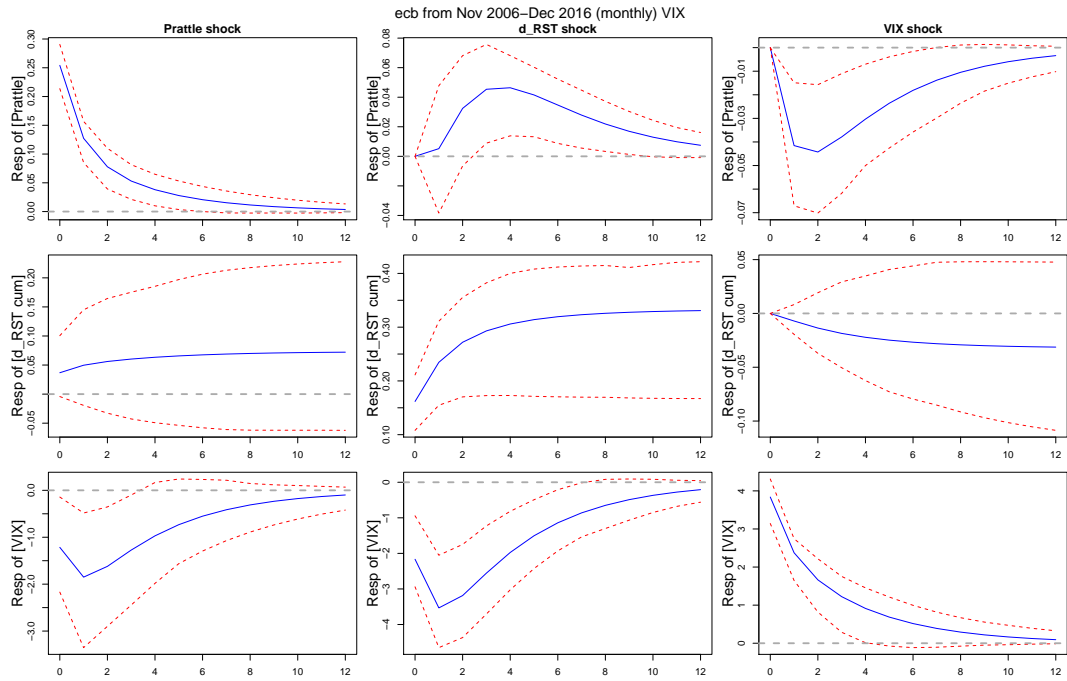 ecb from Nov 2006–Dec 2016 (monthly) VIX
Prattle shock
d_RST shock
VIX shock
Resp of [Prattle]
0.30
0.25
0.20
0.15
0.10
0.05
0.00
0 2 4 6 8 10 12
Resp of [Prattle]
0.08
0.06
0.04
0.02
0.00
−0.04
0 2 4 6 8 10 12
Resp of [Prattle]
−0.01
−0.03
−0.05
−0.07
0 2 4 6 8 10 12
Resp of [d_RST cum]
0.20
0.15
0.10
0.05
−0.05
0 2 4 6 8 10 12
Resp of [d_RST cum]
0.40
0.30
0.20
0.10
0 2 4 6 8 10 12
Resp of [d_RST cum]
0.05
0.00
−0.05
−0.10
0 2 4 6 8 10 12
Resp of [VIX]
0.0
−1.0
−2.0
−3.0
0 2 4 6 8 10 12
Resp of [VIX]
0
−1
−2
−3
−4
0 2 4 6 8 10 12
Resp of [VIX]
4
3
2
1
0
0 2 4 6 8 10 12